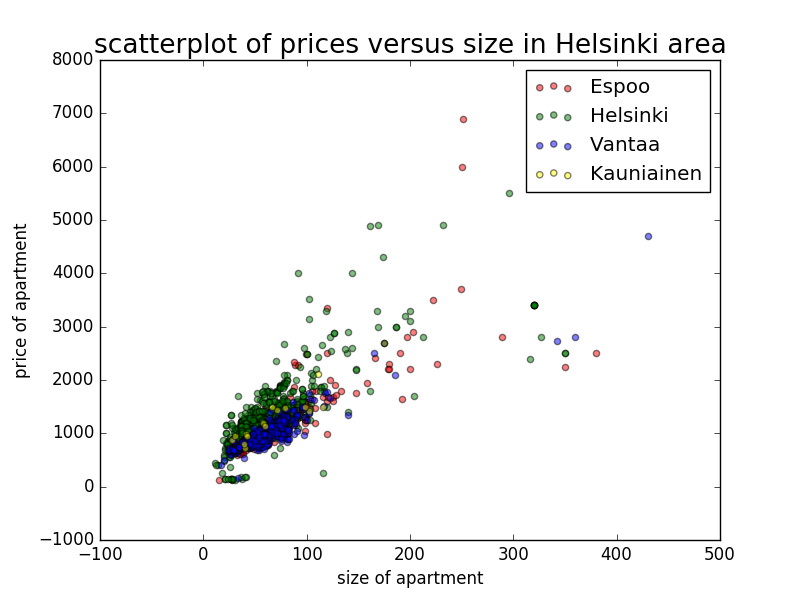 scatterplot of prices versus size in Helsinki area
8000
7000
6000
5000
4000
3000
2000
1000
0
−1000
price of apartment
Espoo
Helsinki
Vantaa
Kauniainen
−100 0 100 200 300 400 500
size of apartment